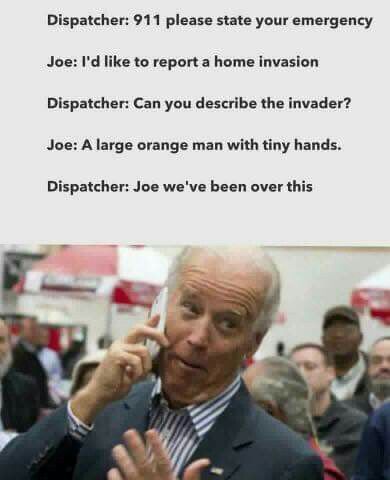 Dispatcher: 911 please state your emergency
Joe: I'd like to report a home invasion
Dispatcher: Can you describe the invader?
Joe: A large orange man with tiny hands.
Dispatcher: Joe we've been over this